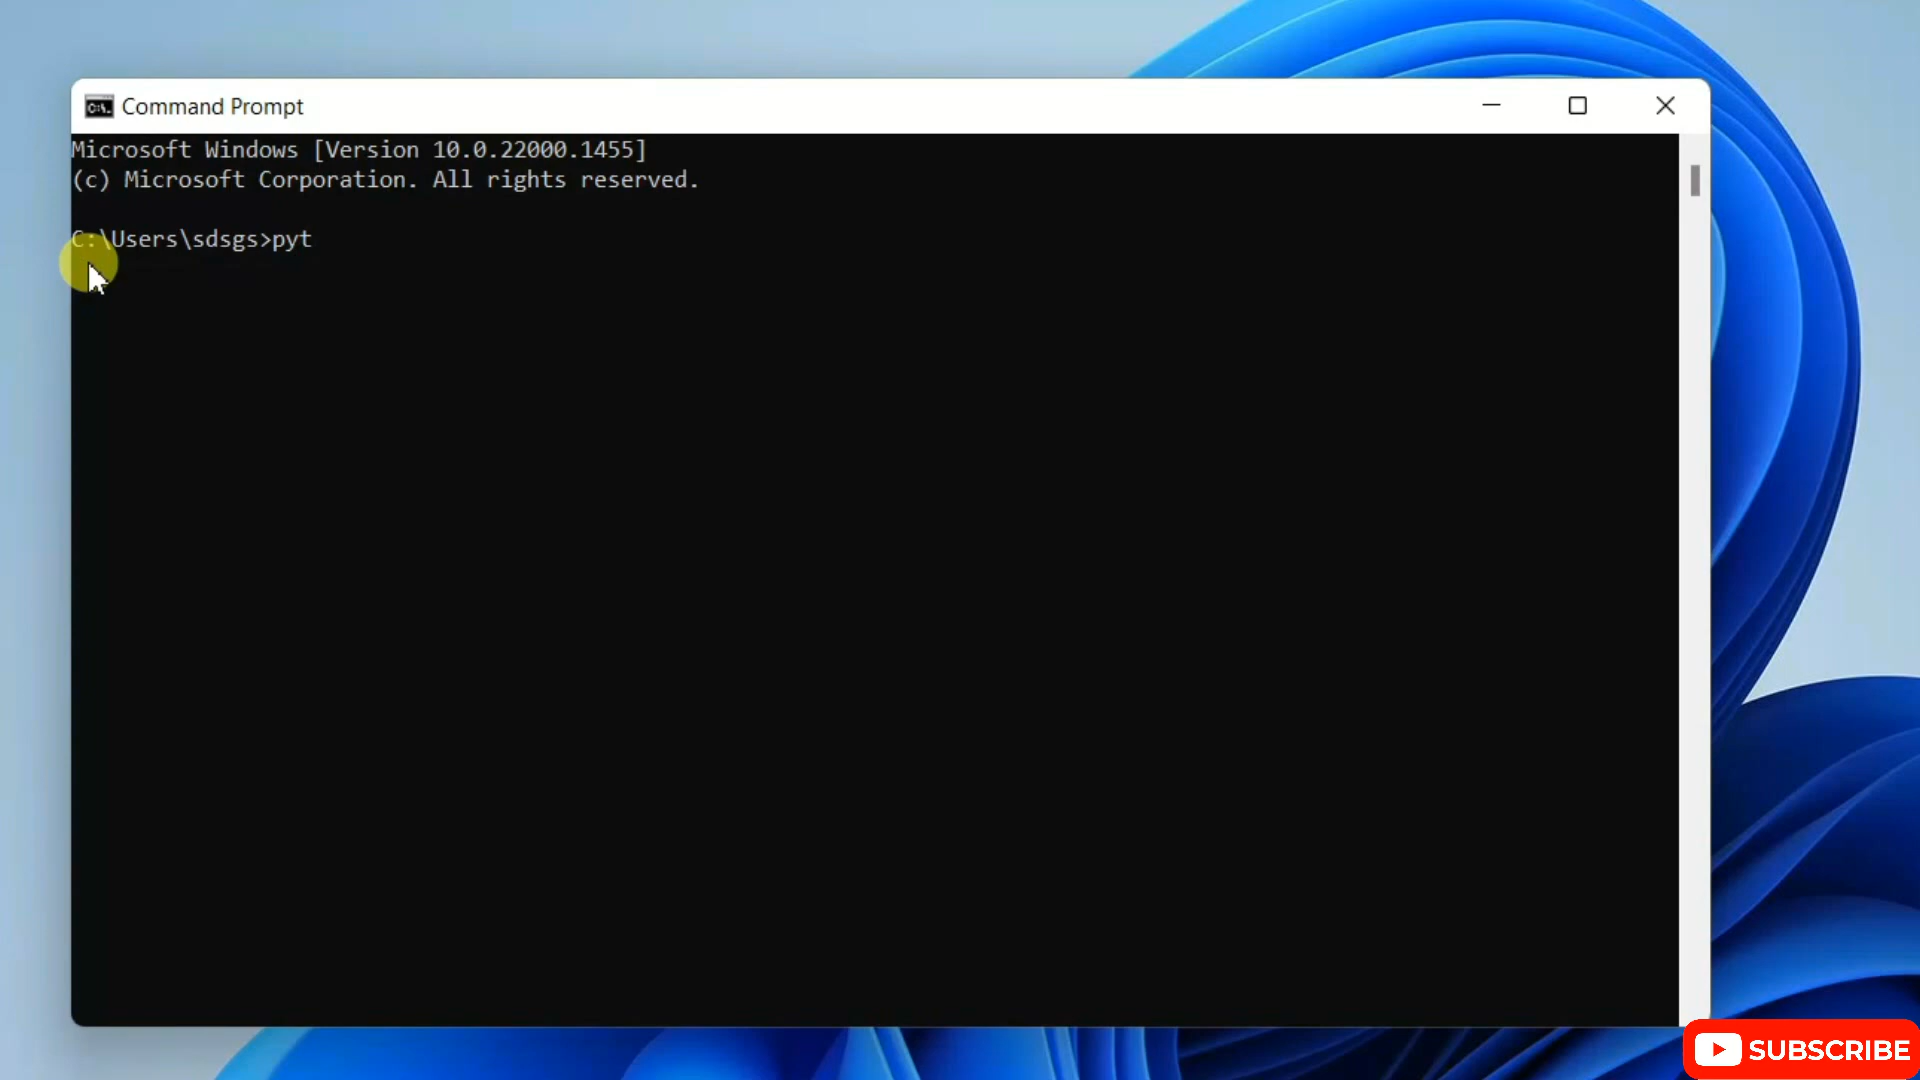 Command Prompt
Microsoft Windows [Version 10.0.22000.1455]
(c) Microsoft Corporation. All rights reserved.
C:\Users\sdsgs>pyt
SUBSCRIBE